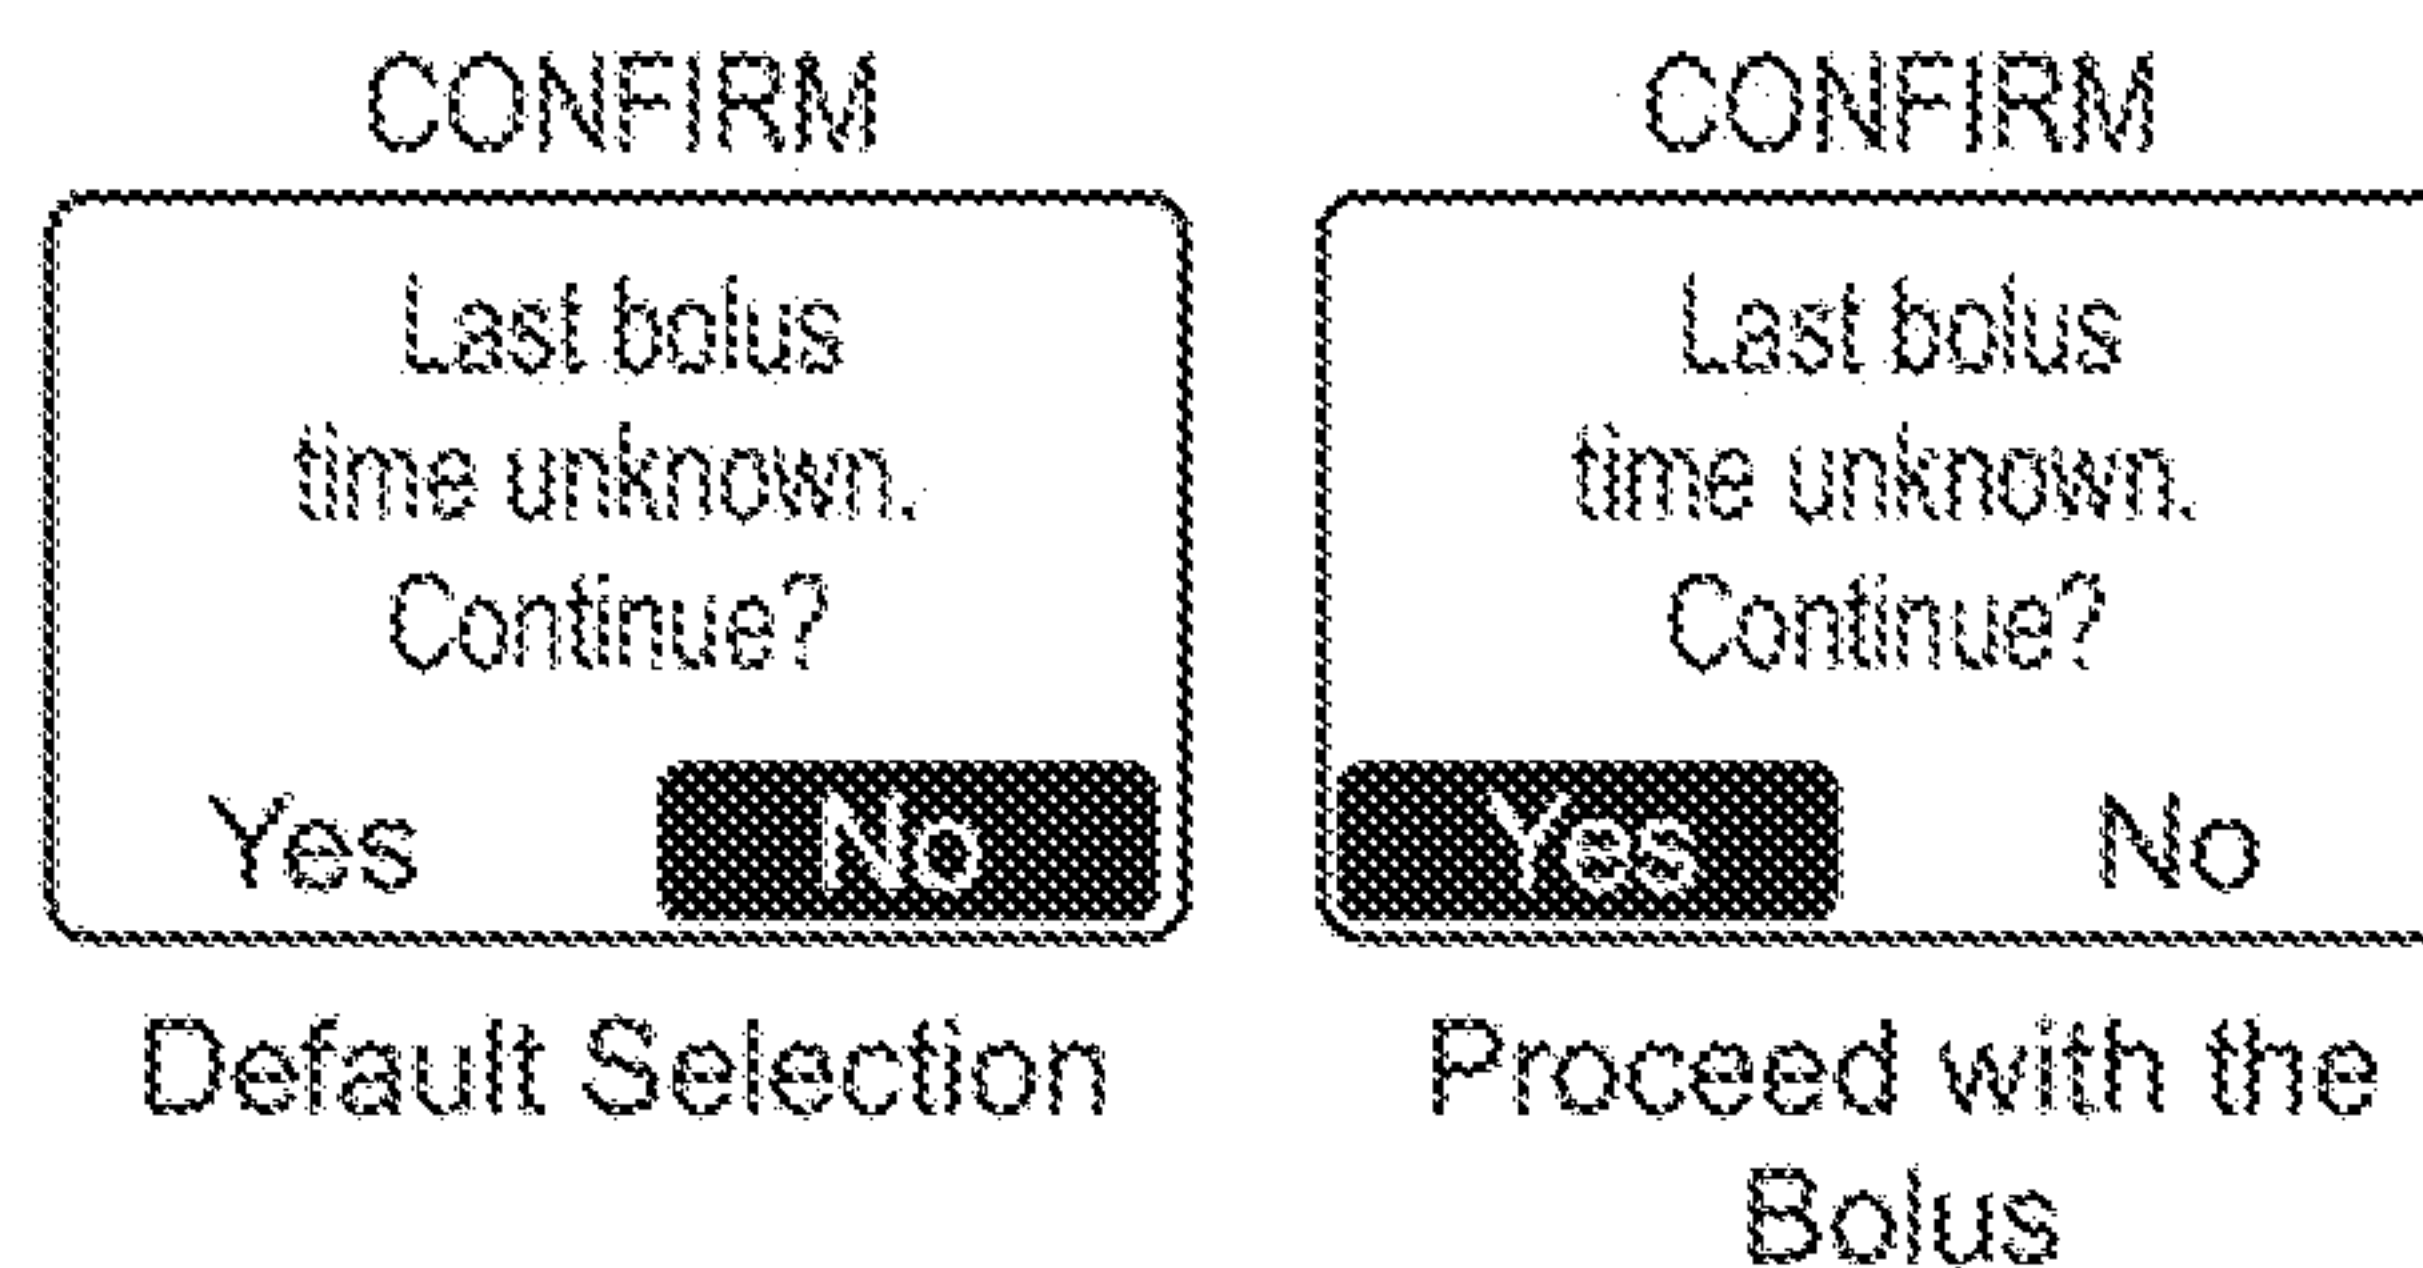 CONFIRM
Last bolus
time unknown.
Continue?
Yes No
Default Selection
CONFIRM
Last bolus
time unknown.
Continue?
Yes No
Proceed with the
Bolus